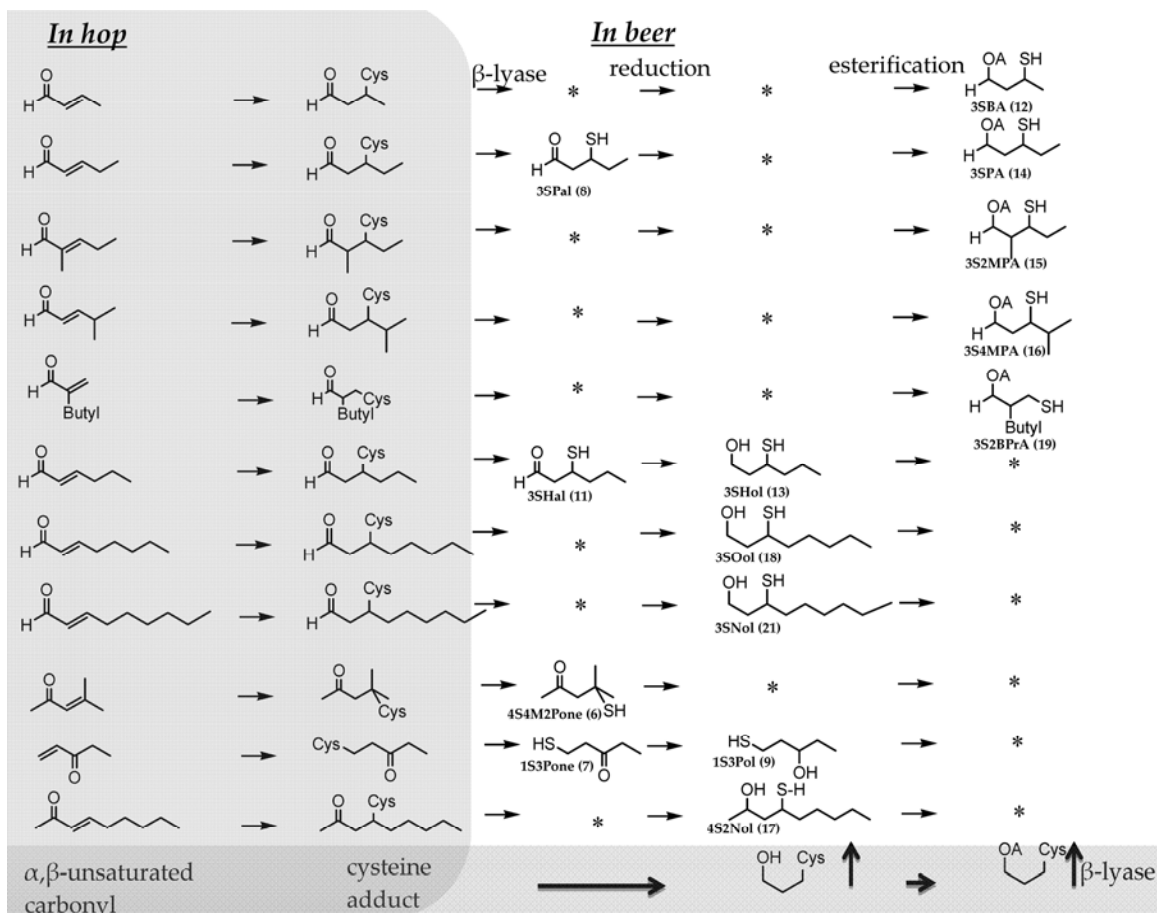 In hop
In beer
β-lyase
reduction
esterification
O
H
O
Cys
H
*
*
OA
SH
H
3SBA (12)
O
H
O
Cys
H
O
SH
H
3SPal (8)
*
OA
SH
H
3SPA (14)
O
H
O
Cys
H
*
*
OA
SH
H
3S2MPA (15)
O
H
O
Cys
H
*
*
OA
SH
H
3S4MPA (16)
O
H
Butyl
O
H
Cys
Butyl
*
*
OA
H
SH
Butyl
3S2BPrA (19)
O
H
O
Cys
H
O
SH
H
3SHal (11)
OH
SH
3SHol (13)
*
O
H
O
Cys
H
*
OH
SH
3SOol (18)
*
O
H
O
Cys
H
*
OH
SH
3SNol (21)
*
O
O
Cys
O
SH
4S4M2Pone (6)
*
*
O
Cys
O
HS
O
1S3Pone (7)
HS
OH
1S3Pol (9)
*
O
O
Cys
*
OH
S-H
4S2Nol (17)
*
α,β-unsaturated
carbonyl
cysteine
adduct
OH
Cys
OA
Cys
β-lyase